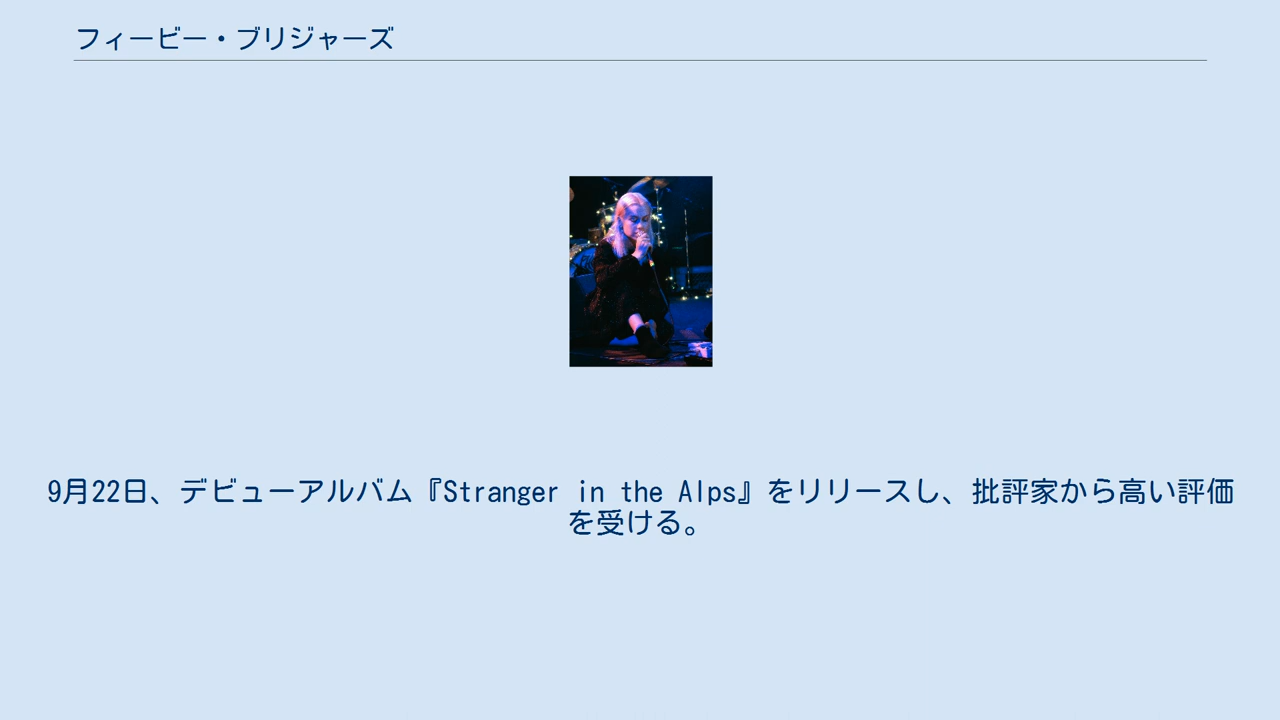 フィービー・ブリジャーズ
9月22日、デビューアルバム『Stranger in the Alps』をリリースし、批評家から高い評価
を受ける。